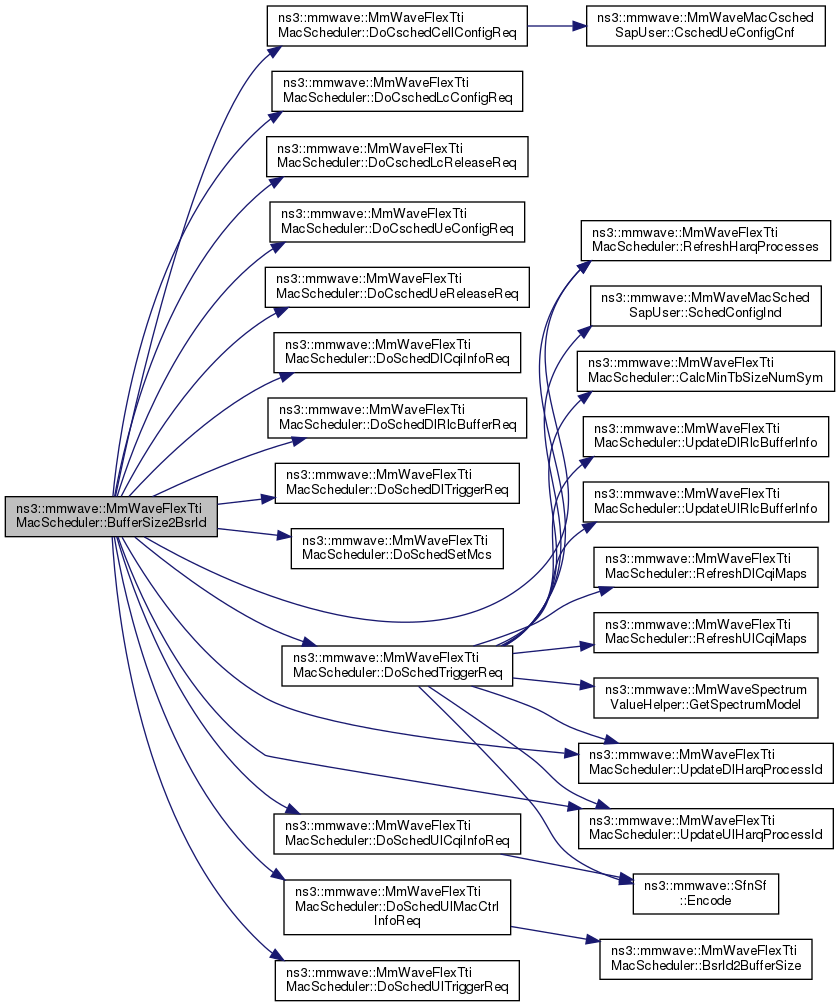 ns3::mmwave::MmWaveFlexTti
MacScheduler::BufferSize2BsrId
ns3::mmwave::MmWaveFlexTti
MacScheduler::DoCschedCellConfigReq
ns3::mmwave::MmWaveFlexTti
MacScheduler::DoCschedLcConfigReq
ns3::mmwave::MmWaveFlexTti
MacScheduler::DoCschedLcReleaseReq
ns3::mmwave::MmWaveFlexTti
MacScheduler::DoCschedUeConfigReq
ns3::mmwave::MmWaveFlexTti
MacScheduler::DoCschedUeReleaseReq
ns3::mmwave::MmWaveFlexTti
MacScheduler::DoSchedDlCqiInfoReq
ns3::mmwave::MmWaveFlexTti
MacScheduler::DoSchedDlRlcBufferReq
ns3::mmwave::MmWaveFlexTti
MacScheduler::DoSchedDlTriggerReq
ns3::mmwave::MmWaveFlexTti
MacScheduler::DoSchedSetMcs
ns3::mmwave::MmWaveFlexTti
MacScheduler::DoSchedTriggerReq
ns3::mmwave::MmWaveFlexTti
MacScheduler::DoSchedUlCqiInfoReq
ns3::mmwave::MmWaveFlexTti
MacScheduler::DoSchedUlMacCtrl
InfoReq
ns3::mmwave::MmWaveFlexTti
MacScheduler::DoSchedUlTriggerReq
ns3::mmwave::MmWaveMacCsched
SapUser::CschedUeConfigCnf
ns3::mmwave::MmWaveFlexTti
MacScheduler::RefreshHarqProcesses
ns3::mmwave::MmWaveMacSched
SapUser::SchedConfigInd
ns3::mmwave::MmWaveFlexTti
MacScheduler::CalcMinTbSizeNumSym
ns3::mmwave::MmWaveFlexTti
MacScheduler::UpdateDlRlcBufferInfo
ns3::mmwave::MmWaveFlexTti
MacScheduler::UpdateUlRlcBufferInfo
ns3::mmwave::MmWaveFlexTti
MacScheduler::RefreshDlCqiMaps
ns3::mmwave::MmWaveFlexTti
MacScheduler::RefreshUlCqiMaps
ns3::mmwave::MmWaveSpectrum
ValueHelper::GetSpectrumModel
ns3::mmwave::MmWaveFlexTti
MacScheduler::UpdateDlHarqProcessId
ns3::mmwave::MmWaveFlexTti
MacScheduler::UpdateUlHarqProcessId
ns3::mmwave::SfnSf
::Encode
ns3::mmwave::MmWaveFlexTti
MacScheduler::BsrId2BufferSize